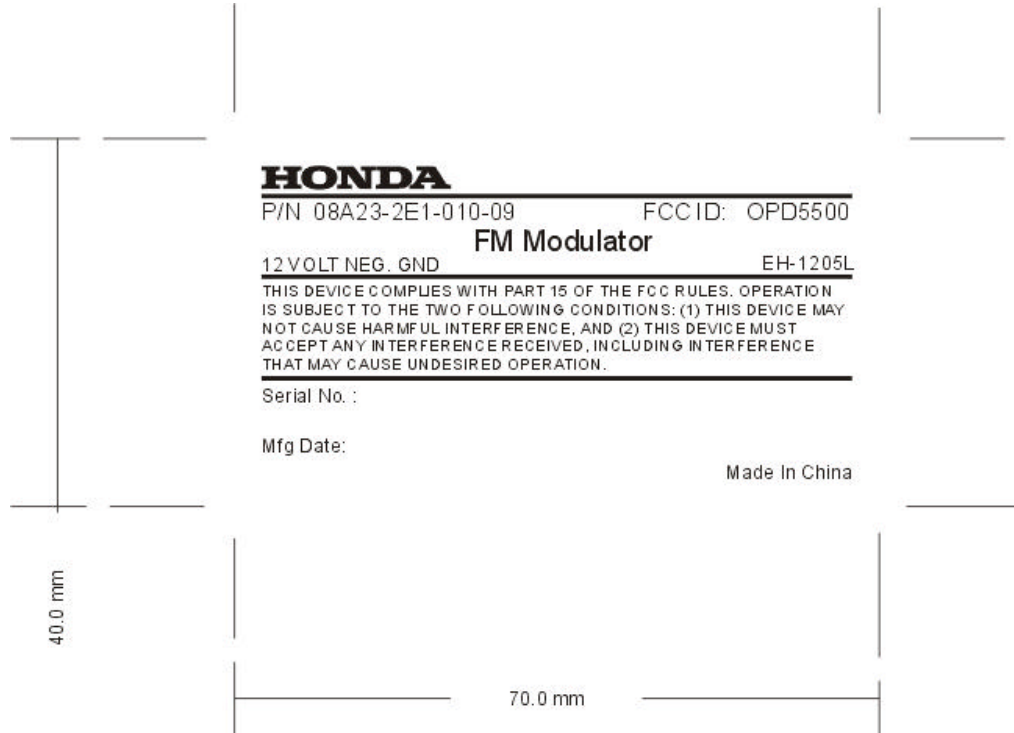 HONDA
P/N 08A23-2E1-010-09 FCC ID: OPD5500
FM Modulator
12 VOLT NEG. GND EH-1205L
THIS DEVICE COMPLIES WITH PART 15 OF THE FCC RULES. OPERATION
IS SUBJECT TO THE TWO FOLLOWING CONDITIONS: (1) THIS DEVICE MAY
NOT CAUSE HARMFUL INTERFERENCE, AND (2) THIS DEVICE MUST
ACCEPT ANY INTERFERENCE RECEIVED, INCLUDING INTERFERENCE
THAT MAY CAUSE UNDESIRED OPERATION.
Serial No. :
Mfg Date:
Made In China
40.0 mm
70.0 mm